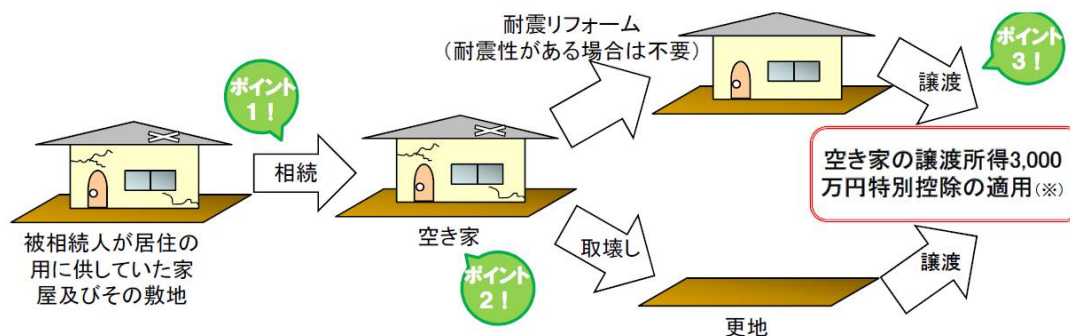 耐震リフォーム
（耐震性がある場合は不要）
ポイント
1！
ポイント
3！
相続
譲渡
空き家の譲渡所得3,000
万円特別控除の適用(※)
被相続人が居住の
用に供していた家
屋及びその敷地
空き家
ポイント
2！
取壊し
譲渡
更地